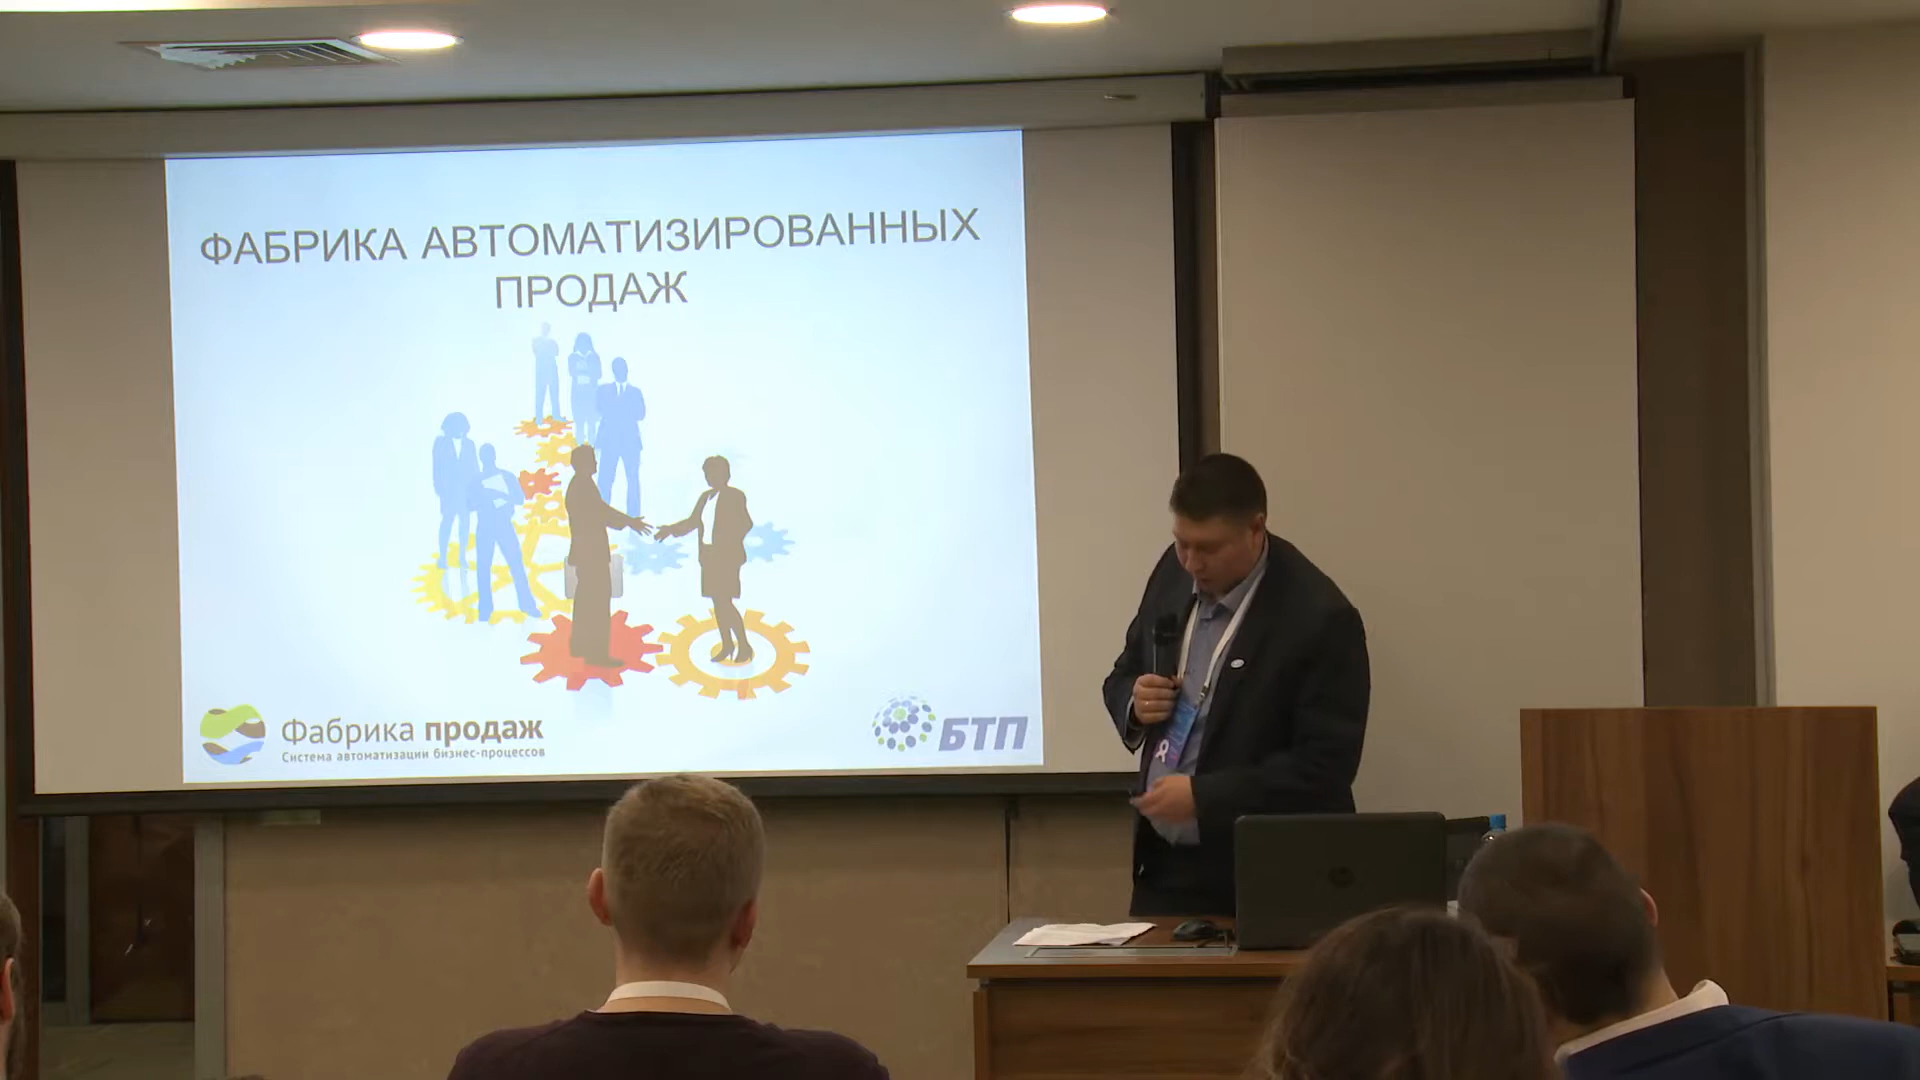 ФАБРИКА АВТОМАТИЗИРОВАННЫХ
ПРОДАЖ
Фабрика продаж
Система автоматизации бизнес-процессов
БТП